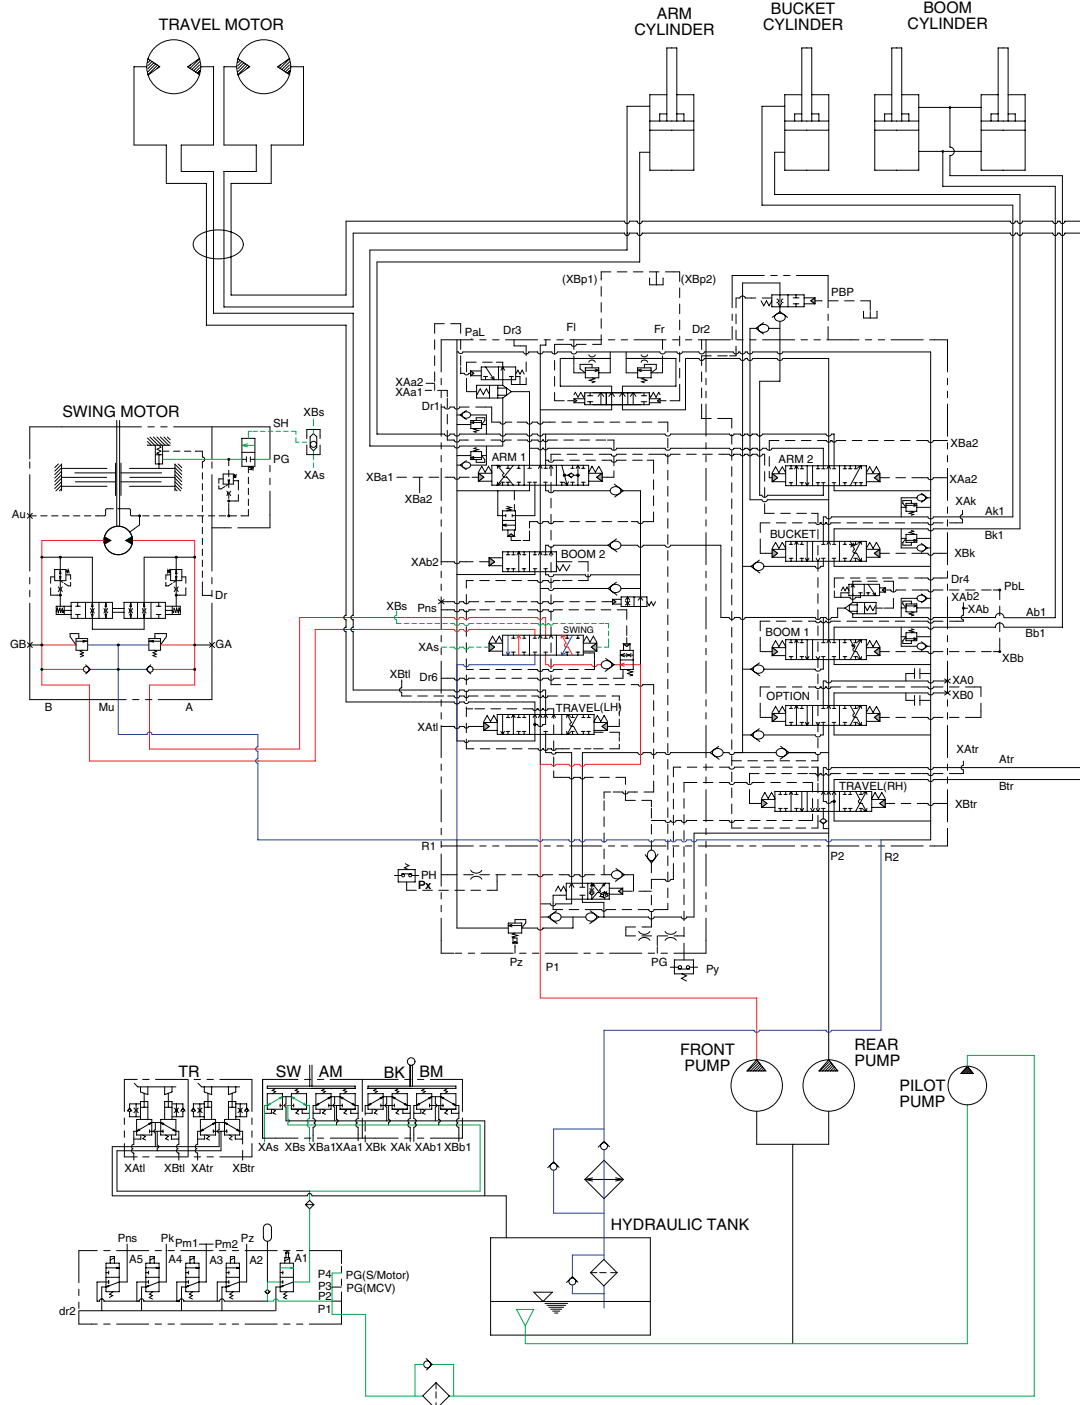 TRAVEL MOTOR
ARM
CYLINDER
BUCKET
CYLINDER
BOOM
CYLINDER
(XBp1)
(XBp2)
PBP
PaL
Dr3
Fl
Fr
Dr2
XAa2
XAa1
Dr1
SWING MOTOR
XBs
SH
PG
XAs
ARM 1
ARM 2
XBa2
XBa1
XBa2
XAa2
XAk
Ak1
Au
BUCKET
Bk1
XBk
BOOM 2
XAb2
Dr4
PbL
XAb2
XAb
Dr
XBs
Pns
Ab1
SWING
BOOM 1
Bb1
GB
GA
XAs
XBb
XBtl
Dr6
XA0
OPTION
XB0
B
Mu
A
TRAVEL(LH)
XAtl
XAtr
Atr
TRAVEL(RH)
Btr
XBtr
R1
P2
R2
PH
Px
Pz
P1
PG
Py
FRONT
PUMP
REAR
PUMP
PILOT
PUMP
TR
SW
AM
BK
BM
XAtl
XBtl
XAtr
XBtr
XAs
XBs
XBa1
XAa1
XBk
XAk
XAb1
XBb1
HYDRAULIC TANK
Pns
Pk
Pm1
Pm2
Pz
A5
A4
A3
A2
A1
P4
PG(S/Motor)
P3
PG(MCV)
P2
P1
dr2